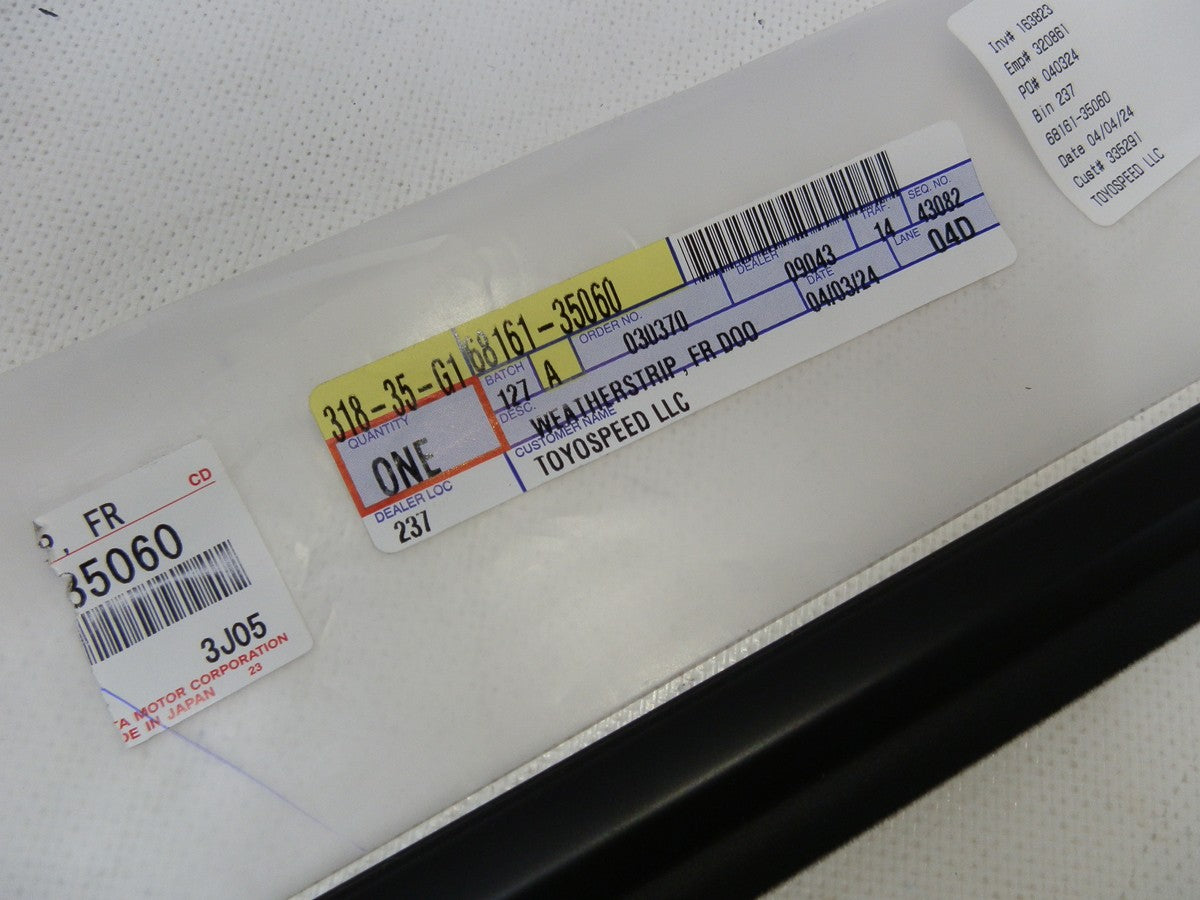 Inv# 163823
Emp# 320861
PO# 040324
Bin 237
68161-35060
Date 04/04/24
Cust# 335291
TOYOSPEED LLC
318-35-G1 68161-35060
DEALER 09043
TRAF. 14
SEQ. NO. 43082
QUANTITY ONE
BATCH 127
A
ORDER NO. 030370
DATE 04/03/24
LANE 04D
DESC. WEATHERSTRIP, FR DOO
CUSTOMER NAME
TOYOSPEED LLC
DEALER LOC
237
, FR CD
35060
3J05
TA MOTOR CORPORATION
DE IN JAPAN 23